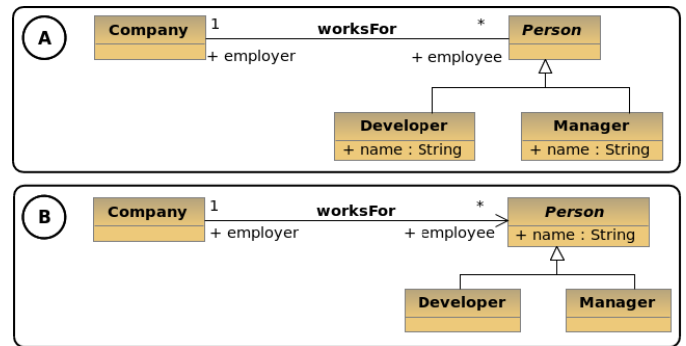 A
Company 1 worksFor * Person
+ employer + employee
Developer Manager
+ name : String + name : String
B
Company 1 worksFor * Person
+ employer + employee + name : String
Developer Manager